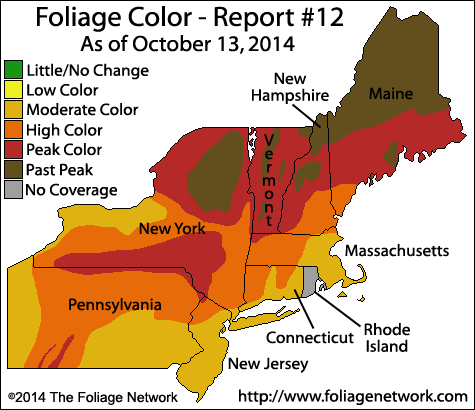 Foliage Color - Report #12
As of October 13, 2014
Little/No Change
Low Color
Moderate Color
High Color
Peak Color
Past Peak
No Coverage
New
Hampshire
Maine
Vermont
New York
Massachusetts
Pennsylvania
Connecticut
Rhode
Island
New Jersey
©2014 The Foliage Network
http://www.foliagenetwork.com